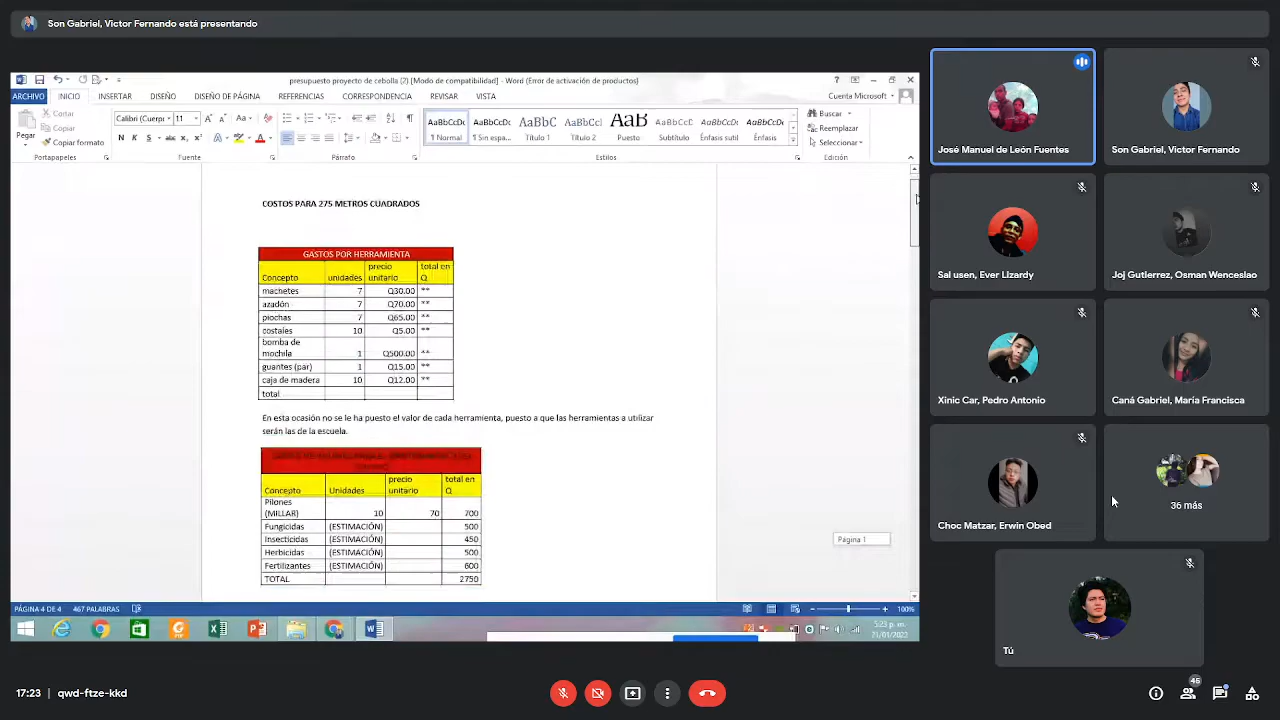 Son Gabriel, Victor Fernando está presentando
presupuesto proyecto de cebolla (2) [Modo de compatibilidad] - Word (Error de activación de productos)
ARCHIVO INICIO INSERTAR DISEÑO DISEÑO DE PÁGINA REFERENCIAS CORRESPONDENCIA REVISAR VISTA Cuenta Microsoft
Pegar
Cortar
Copiar
Copiar formato
Portapapeles
Calibri (Cuerpo 11
Fuente
Párrafo
AaBbCcDc AaBbCcDc AaBbC AaBbCc AaB AaBbCcC AaBbCcDc AaBbCcDc
¶ Normal ¶ Sin espa... Título 1 Título 2 Puesto Subtítulo Énfasis sutil Énfasis
Estilos
Buscar
Reemplazar
Seleccionar
Edición
COSTOS PARA 275 METROS CUADRADOS
GASTOS POR HERRAMIENTA
Concepto unidades precio unitario total en Q
machetes 7 Q30.00 **
azadón 7 Q70.00 **
piochas 7 Q65.00 **
costales 10 Q5.00 **
bomba de mochila 1 Q500.00 **
guantes (par) 1 Q15.00 **
caja de madera 10 Q12.00 **
total
En esta ocasión no se le ha puesto el valor de cada herramienta, puesto a que las herramientas a utilizar
serán las de la escuela.
Concepto Unidades precio unitario total en Q
Pilones (MILLAR) 10 70 700
Fungicidas (ESTIMACIÓN) 500
Insecticidas (ESTIMACIÓN) 450
Herbicidas (ESTIMACIÓN) 500
Fertilizantes (ESTIMACIÓN) 600
TOTAL 2750
Página 1
PÁGINA 4 DE 4 467 PALABRAS
100%
5:23 p. m.
21/01/2022
José Manuel de León Fuentes
Son Gabriel, Victor Fernando
Sal usen, Ever Lizardy
Joj Gutierrez, Osman Wenceslao
Xinic Car, Pedro Antonio
Caná Gabriel, María Francisca
Choc Matzar, Erwin Obed
36 más
Tú
17:23 qwd-ftze-kkd
45